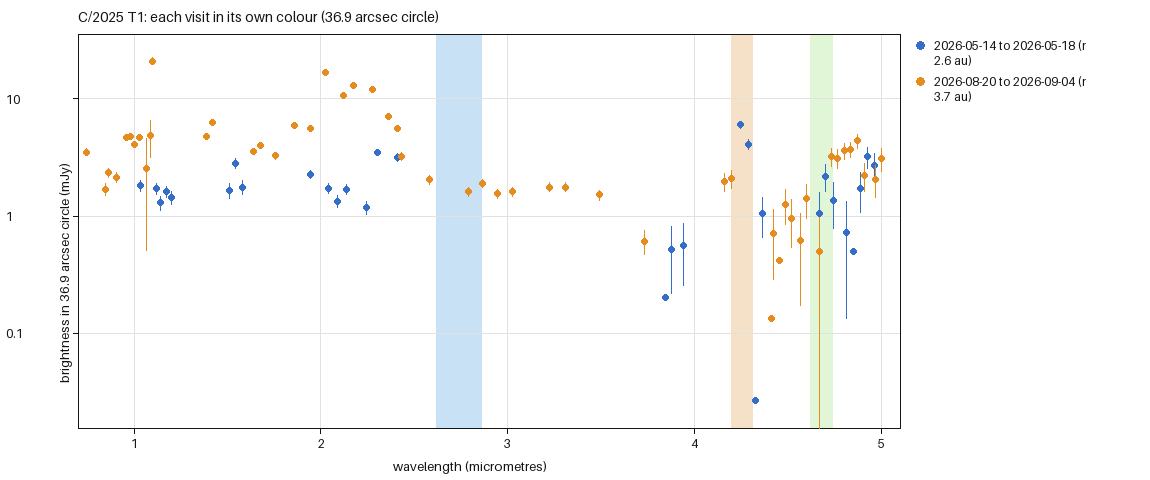 C/2025 T1: each visit in its own colour (36.9 arcsec circle)
2026-05-14 to 2026-05-18 (r
2.6 au)
2026-08-20 to 2026-09-04 (r
3.7 au)
brightness in 36.9 arcsec circle (mJy)
10
1
0.1
1
2
3
4
5
wavelength (micrometres)